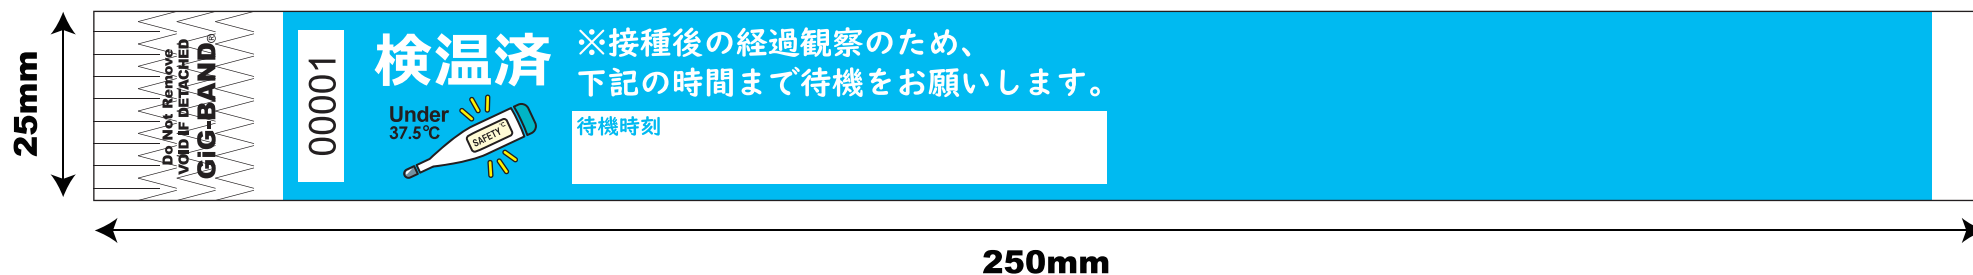 25mm
Do Not Remove
VOID IF DETACHED
GiG-BAND®
00001
検温済
Under
37.5℃
SAFETY℃
※接種後の経過観察のため、
下記の時間まで待機をお願いします。
待機時刻
250mm